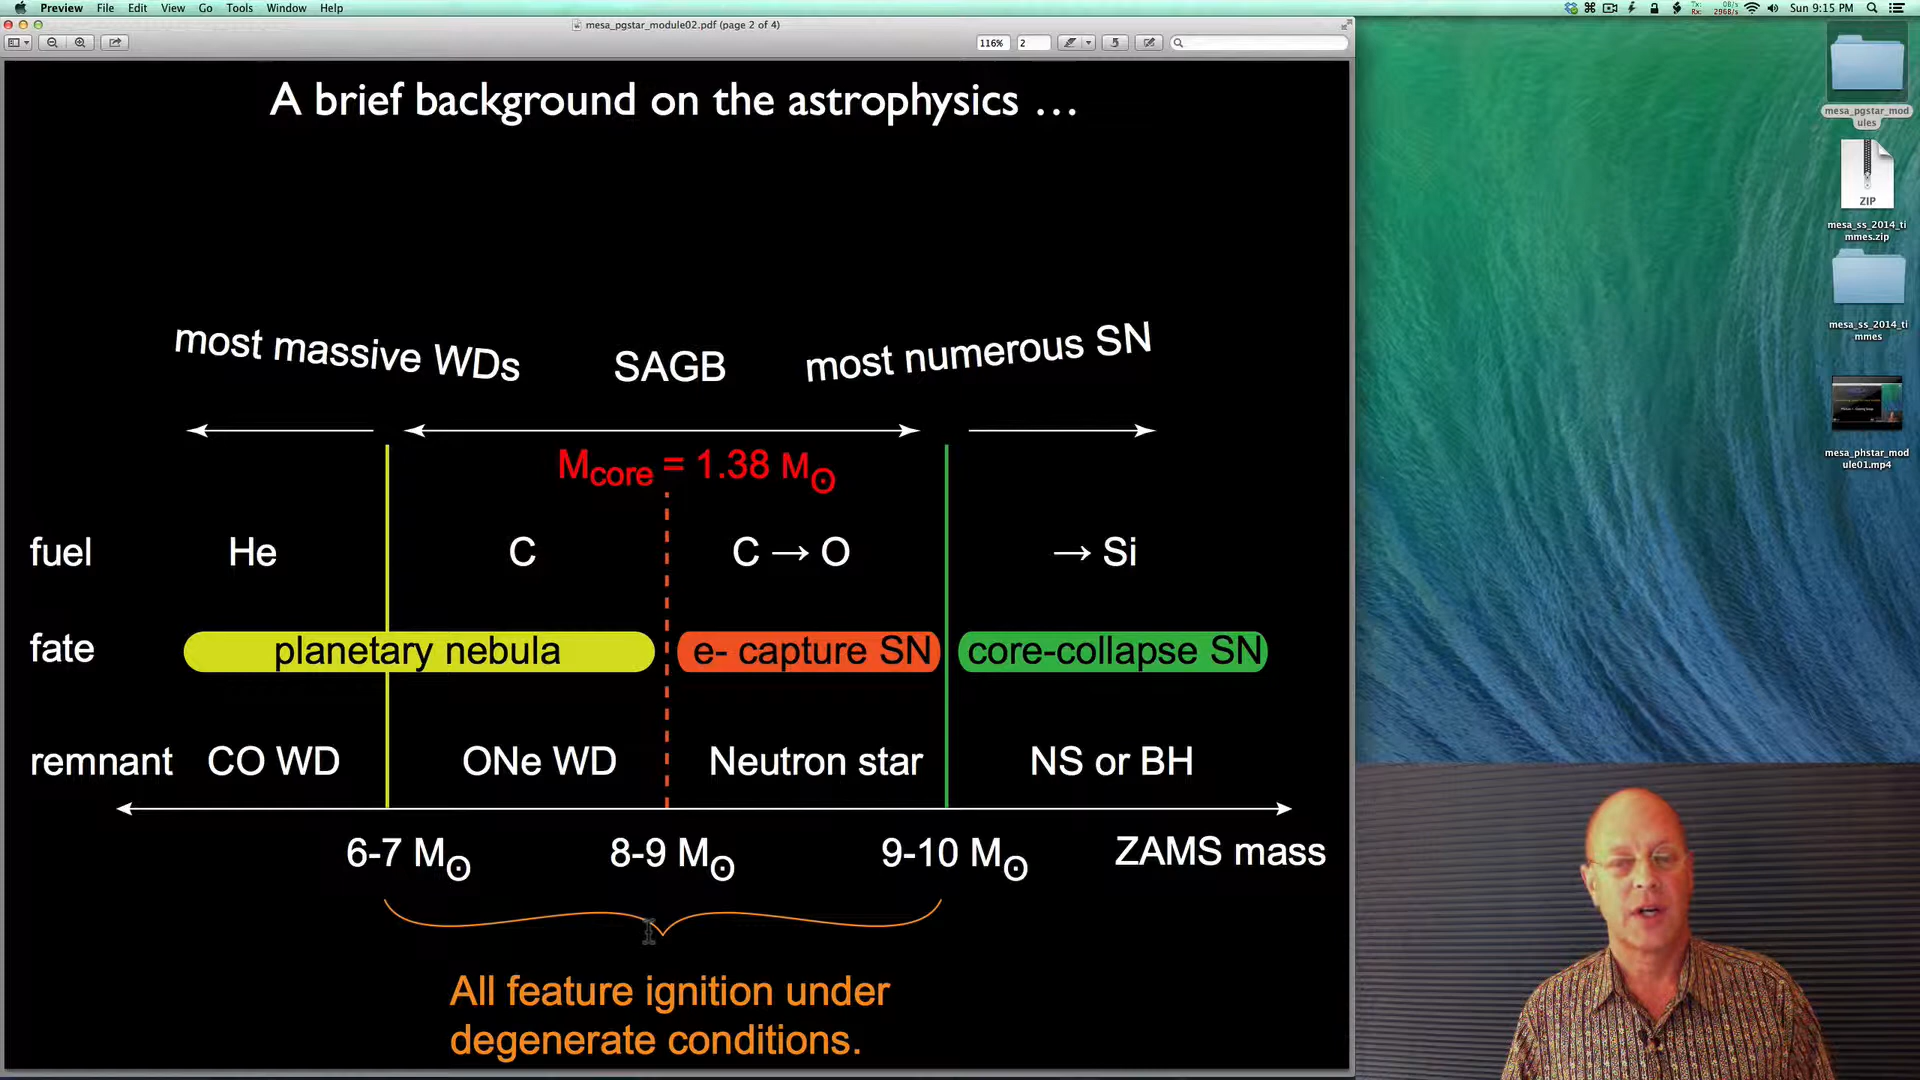 Preview File Edit View Go Tools Window Help
Tx: 0B/s
Rx: 296B/s
Sun 9:15 PM
mesa_pgstar_module02.pdf (page 2 of 4)
116% 2
A brief background on the astrophysics …
most massive WDs SAGB most numerous SN
Mcore = 1.38 M⊙
fuel He C C → O → Si
fate planetary nebula e- capture SN core-collapse SN
remnant CO WD ONe WD Neutron star NS or BH
6-7 M⊙ 8-9 M⊙ 9-10 M⊙ ZAMS mass
All feature ignition under
degenerate conditions.
mesa_pgstar_mod
ules
ZIP
mesa_ss_2014_ti
mmes.zip
mesa_ss_2014_ti
mmes
mesa_phstar_mod
ule01.mp4